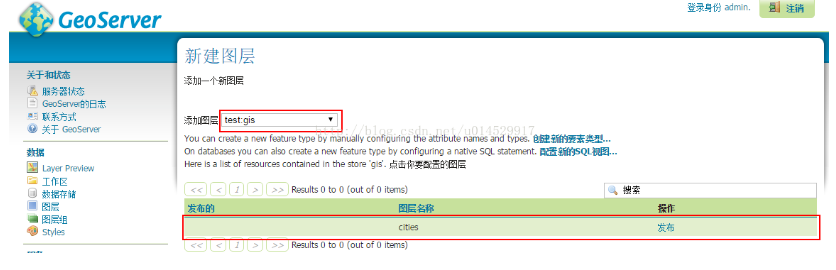 GeoServer
登录身份 admin.
注销
关于和状态
服务器状态
GeoServer的日志
联系方式
关于 GeoServer
数据
Layer Preview
工作区
数据存储
图层
图层组
Styles
新建图层
添加一个新图层
添加图层 test:gis
http://blog.csdn.net/u014529917
You can create a new feature type by manually configuring the attribute names and types. 创建新的要素类型...
On databases you can also create a new feature type by configuring a native SQL statement. 配置新的SQL视图...
Here is a list of resources contained in the store 'gis'. 点击你要配置的图层
<< < 1 > >> Results 0 to 0 (out of 0 items) 搜索
发布的 图层名称 操作
cities 发布
<< < 1 > >> Results 0 to 0 (out of 0 items)